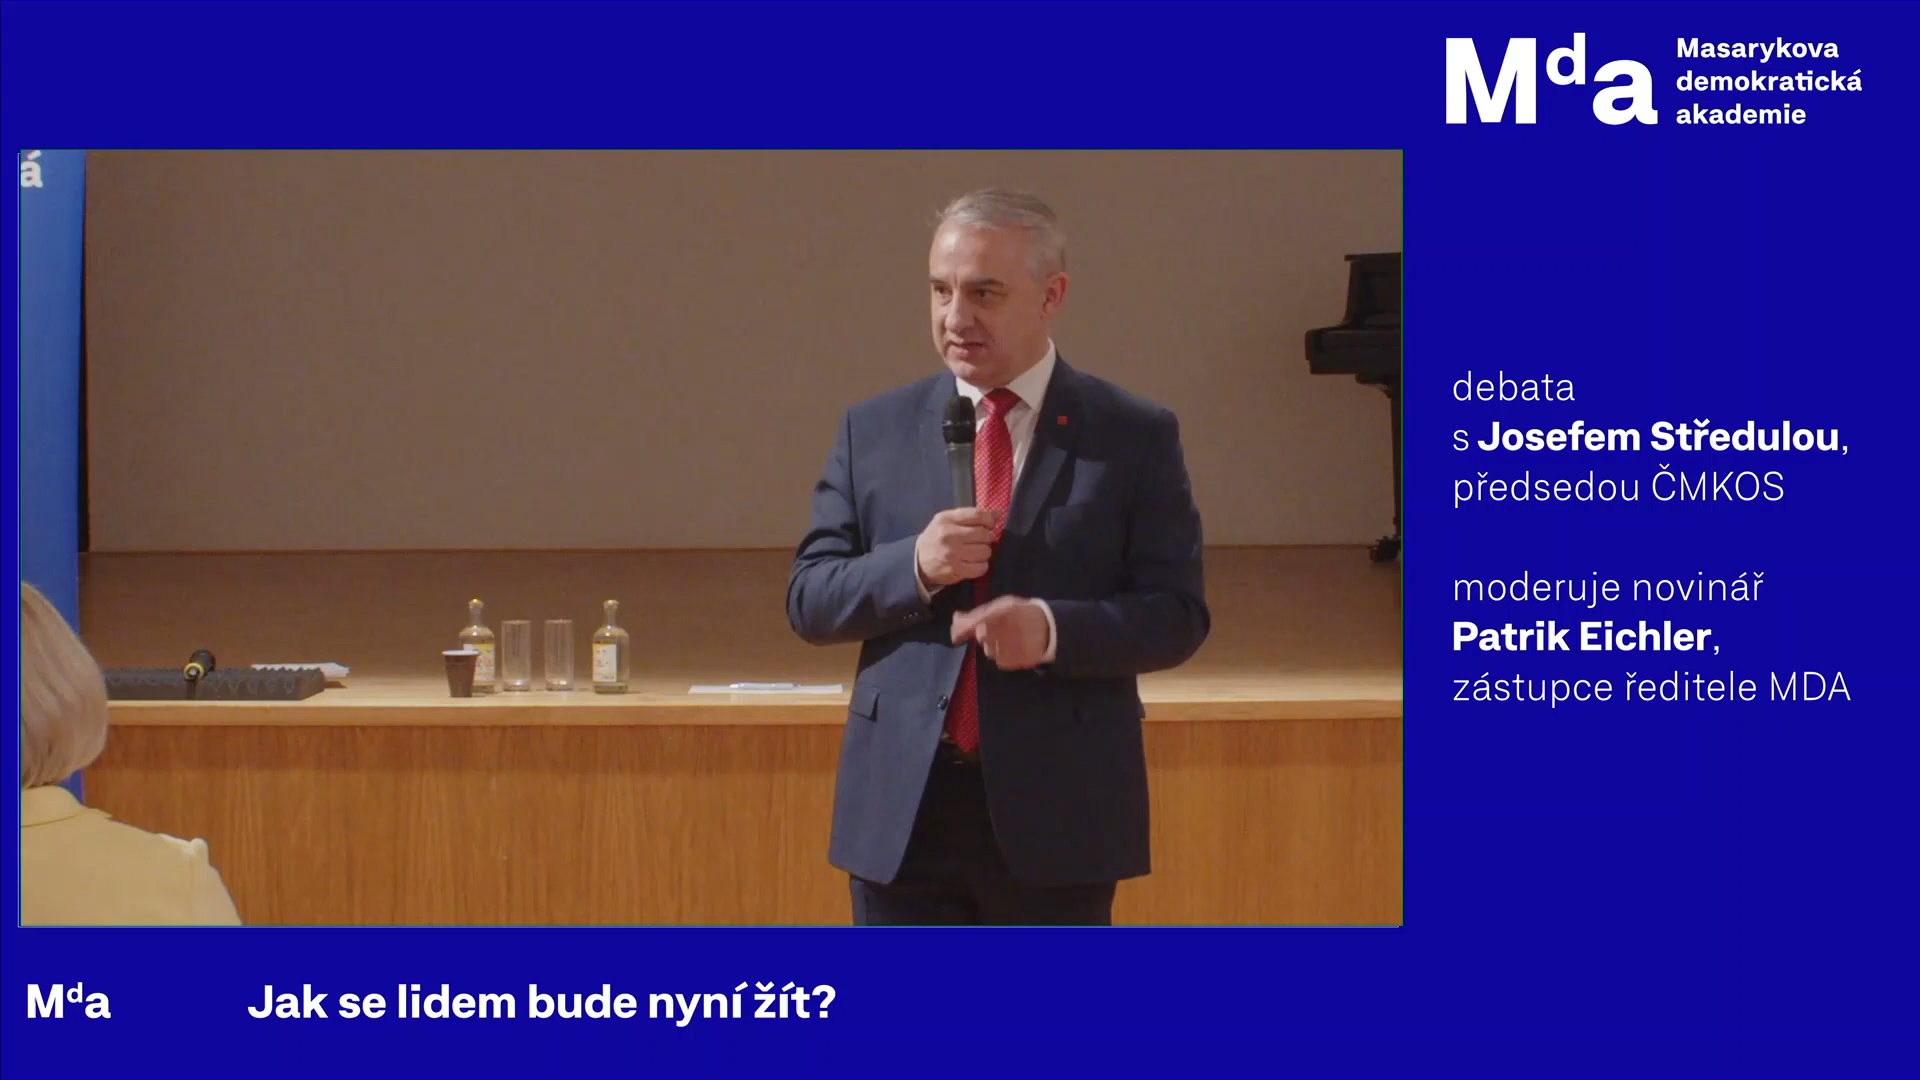 Mda
Masarykova
demokratická
akademie
á
debata
s Josefem Středulou,
předsedou ČMKOS
moderuje novinář
Patrik Eichler,
zástupce ředitele MDA
Mda
Jak se lidem bude nyní žít?